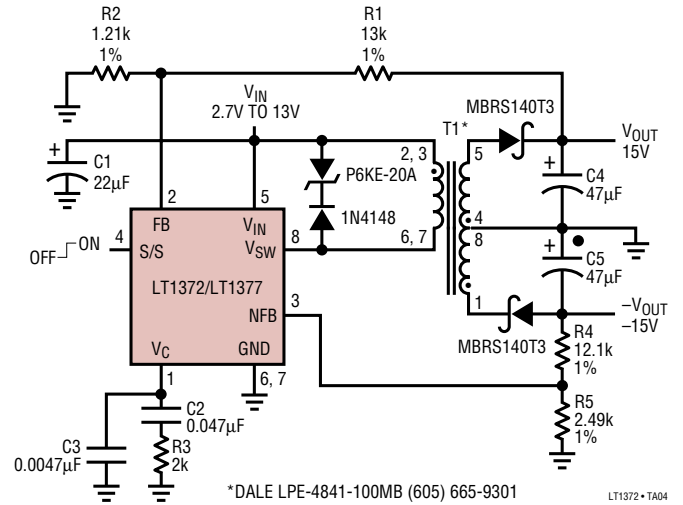 R2
1.21k
1%
R1
13k
1%
VIN
2.7V TO 13V
MBRS140T3
T1*
VOUT
15V
+
C1
22µF
2, 3
P6KE-20A
5
+
C4
47µF
2
5
1N4148
4
8
FB
VIN
VSW
8
6, 7
OFF
ON
4
S/S
+
C5
47µF
LT1372/LT1377
3
NFB
1
–VOUT
–15V
MBRS140T3
R4
12.1k
1%
VC
GND
1
6, 7
R5
2.49k
1%
C2
0.047µF
C3
0.0047µF
R3
2k
*DALE LPE-4841-100MB (605) 665-9301
LT1372 • TA04